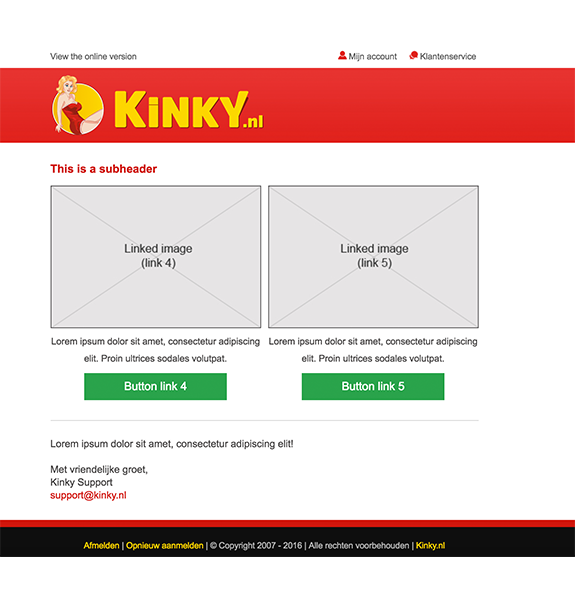 View the online version
Mijn account
Klantenservice
KiNKY.nl
This is a subheader
Linked image
(link 4)
Linked image
(link 5)
Lorem ipsum dolor sit amet, consectetur adipiscing
elit. Proin ultrices sodales volutpat.
Lorem ipsum dolor sit amet, consectetur adipiscing
elit. Proin ultrices sodales volutpat.
Button link 4
Button link 5
Lorem ipsum dolor sit amet, consectetur adipiscing elit!
Met vriendelijke groet,
Kinky Support
support@kinky.nl
Afmelden | Opnieuw aanmelden | © Copyright 2007 - 2016 | Alle rechten voorbehouden | Kinky.nl